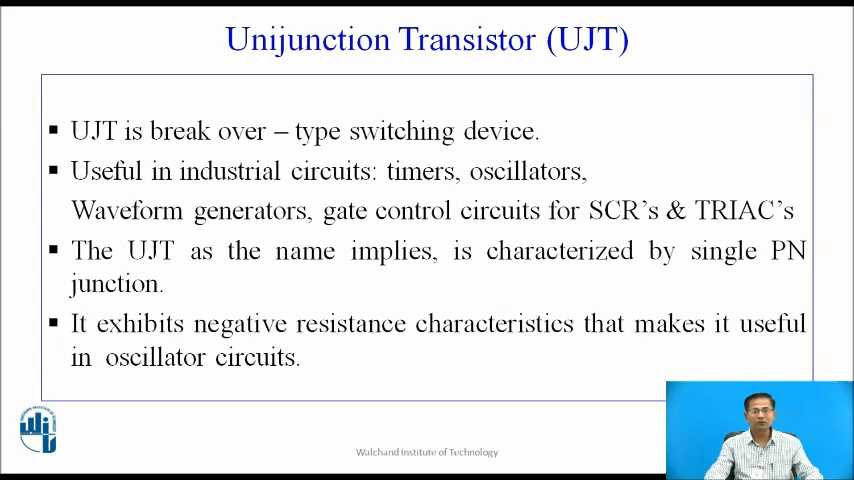 Unijunction Transistor (UJT)
▪ UJT is break over – type switching device.
▪ Useful in industrial circuits: timers, oscillators,
Waveform generators, gate control circuits for SCR's & TRIAC's
▪ The UJT as the name implies, is characterized by single PN
junction.
▪ It exhibits negative resistance characteristics that makes it useful
in oscillator circuits.
Walchand Institute of Technology